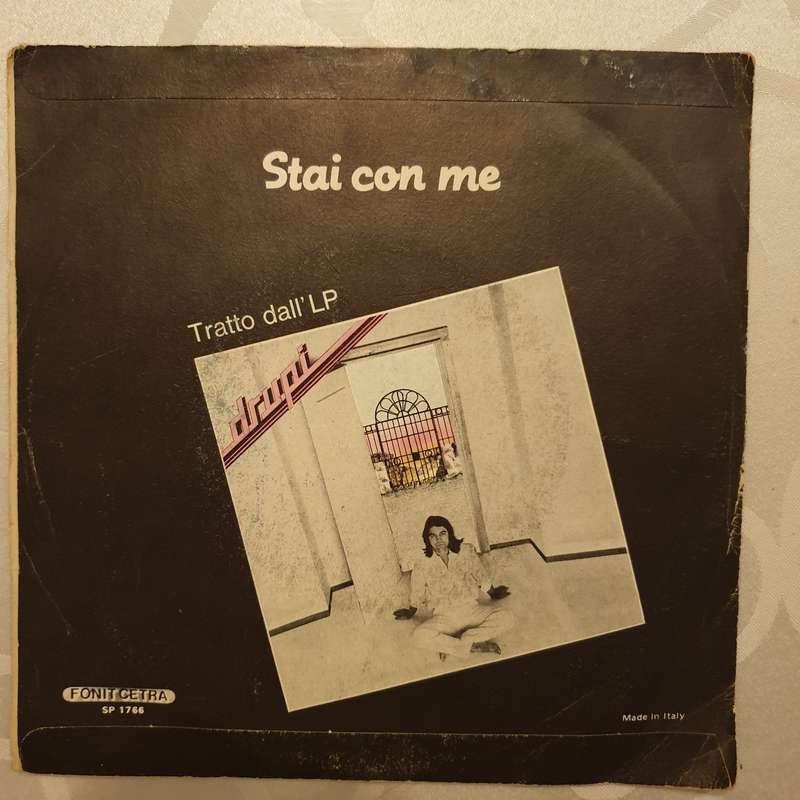 Stai con me
Tratto dall' LP
drupi
FONIT CETRA
SP 1766
Made in Italy